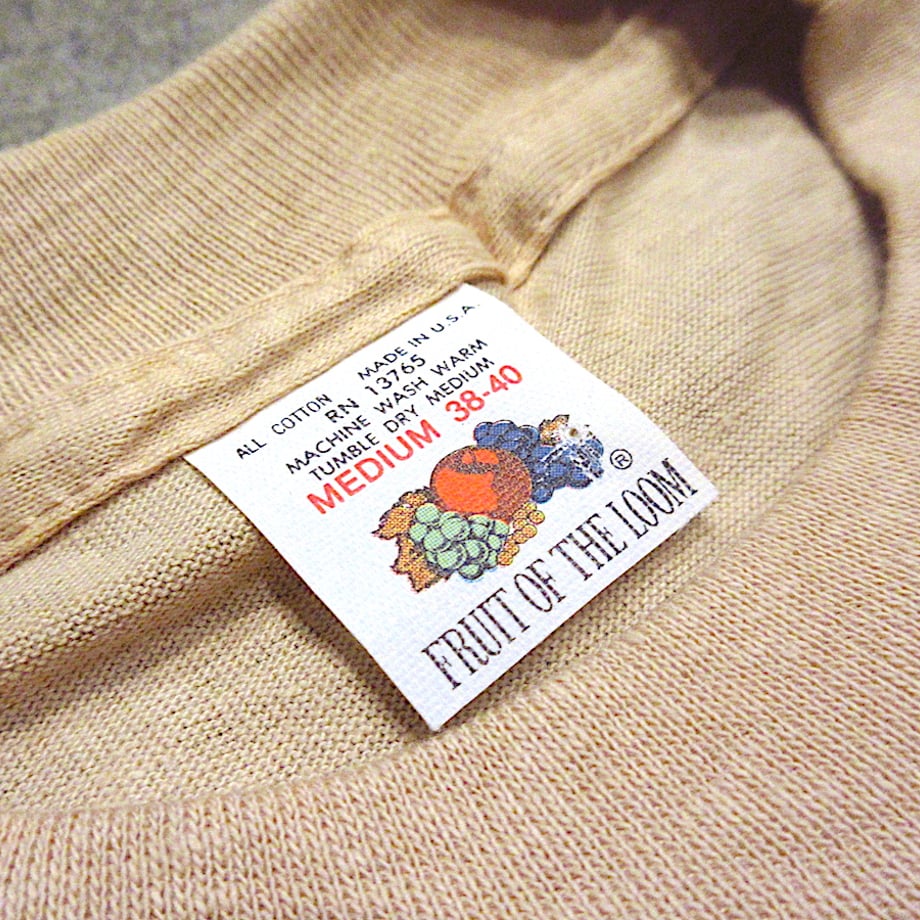 ALL COTTON MADE IN U.S.A.
RN 13765
MACHINE WASH WARM
TUMBLE DRY MEDIUM
MEDIUM 38-40
®
FRUIT OF THE LOOM